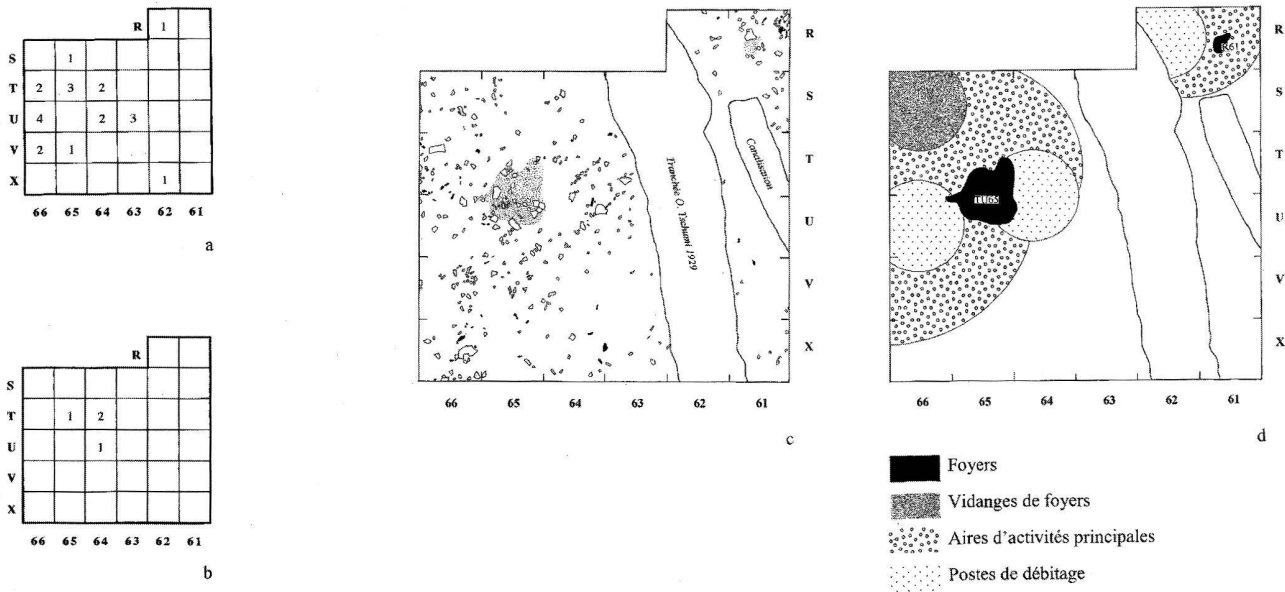 R 1
S 1
T 2 3 2
U 4 2 3
V 2 1
X 1
66 65 64 63 62 61
a
R
S
T 1 2
U 1
V
X
66 65 64 63 62 61
b
R
S
T
U
V
X
Tranchée O. Tschumi 1929
Canalisation
66 65 64 63 62 61
c
R61
TU65
R
S
T
U
V
X
66 65 64 63 62 61
d
Foyers
Vidanges de foyers
Aires d'activités principales
Postes de débitage